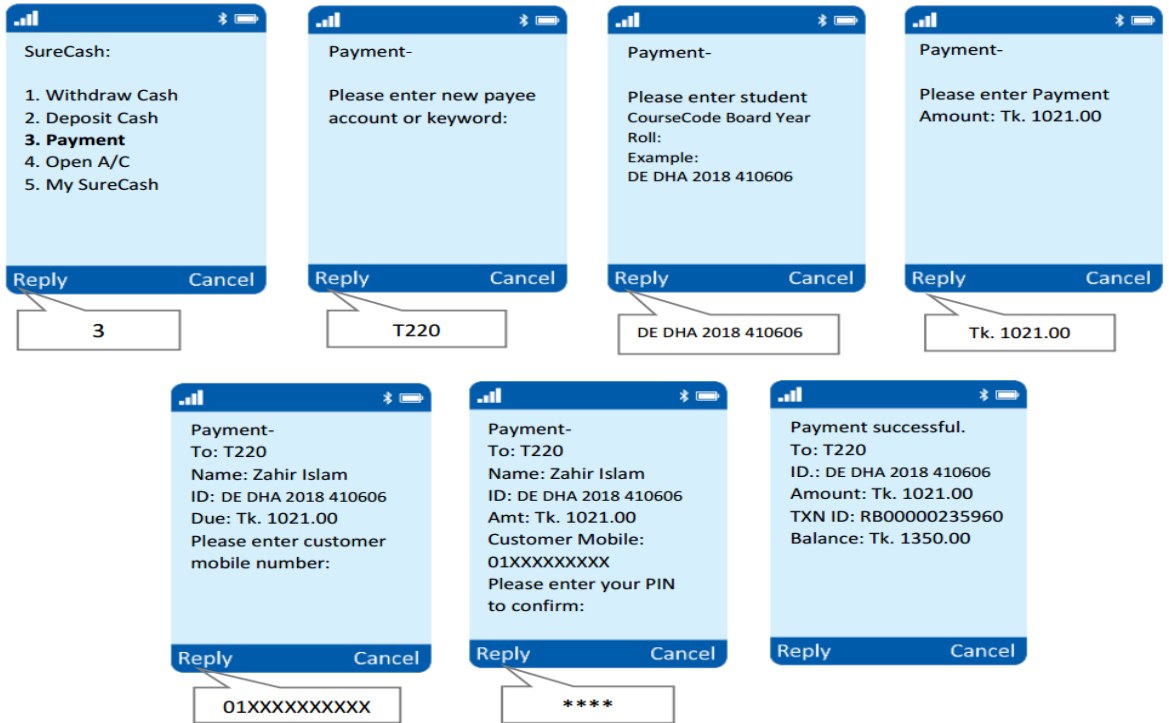 SureCash:
1. Withdraw Cash
2. Deposit Cash
3. Payment
4. Open A/C
5. My SureCash
Reply Cancel
3
Payment-
Please enter new payee
account or keyword:
Reply Cancel
T220
Payment-
Please enter student
CourseCode Board Year
Roll:
Example:
DE DHA 2018 410606
Reply Cancel
DE DHA 2018 410606
Payment-
Please enter Payment
Amount: Tk. 1021.00
Reply Cancel
Tk. 1021.00
Payment-
To: T220
Name: Zahir Islam
ID: DE DHA 2018 410606
Due: Tk. 1021.00
Please enter customer
mobile number:
Reply Cancel
01XXXXXXXXXX
Payment-
To: T220
Name: Zahir Islam
ID: DE DHA 2018 410606
Amt: Tk. 1021.00
Customer Mobile:
01XXXXXXXXX
Please enter your PIN
to confirm:
Reply Cancel
****
Payment successful.
To: T220
ID.: DE DHA 2018 410606
Amount: Tk. 1021.00
TXN ID: RB00000235960
Balance: Tk. 1350.00
Reply Cancel